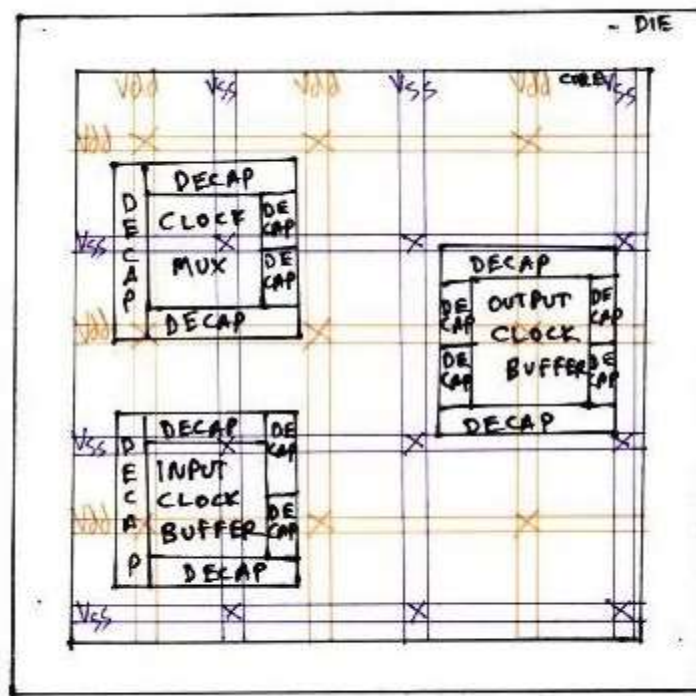 - DIE
Vdd Vss Vdd Vss Vdd Vss
CORE
Vdd
DECAP
DECAP
CLOCK
MUX
DE
CAP
DE
CAP
DECAP
Vss
Vdd
DECAP
DE
CAP
DE
CAP
OUTPUT
CLOCK
BUFFER
DE
CAP
DE
CAP
DECAP
Vss
DECAP
DECAP
INPUT
CLOCK
BUFFER
DE
CAP
DE
CAP
DECAP
Vdd
Vss